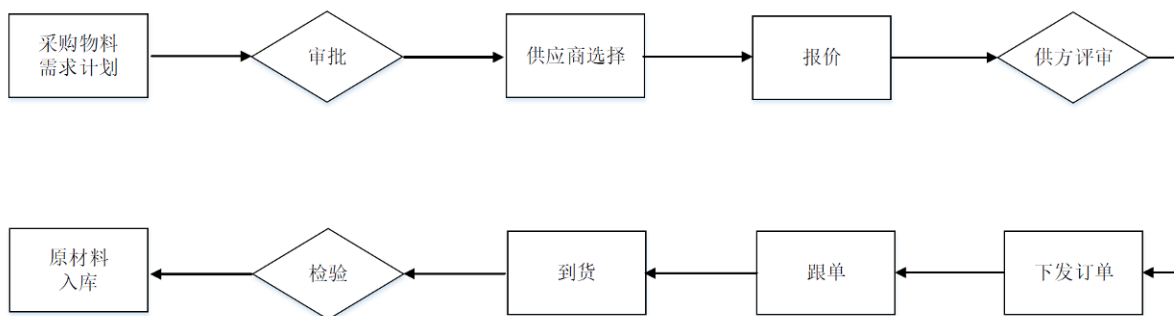 采购物料
需求计划
审批
供应商选择
报价
供方评审
下发订单
跟单
到货
检验
原材料
入库